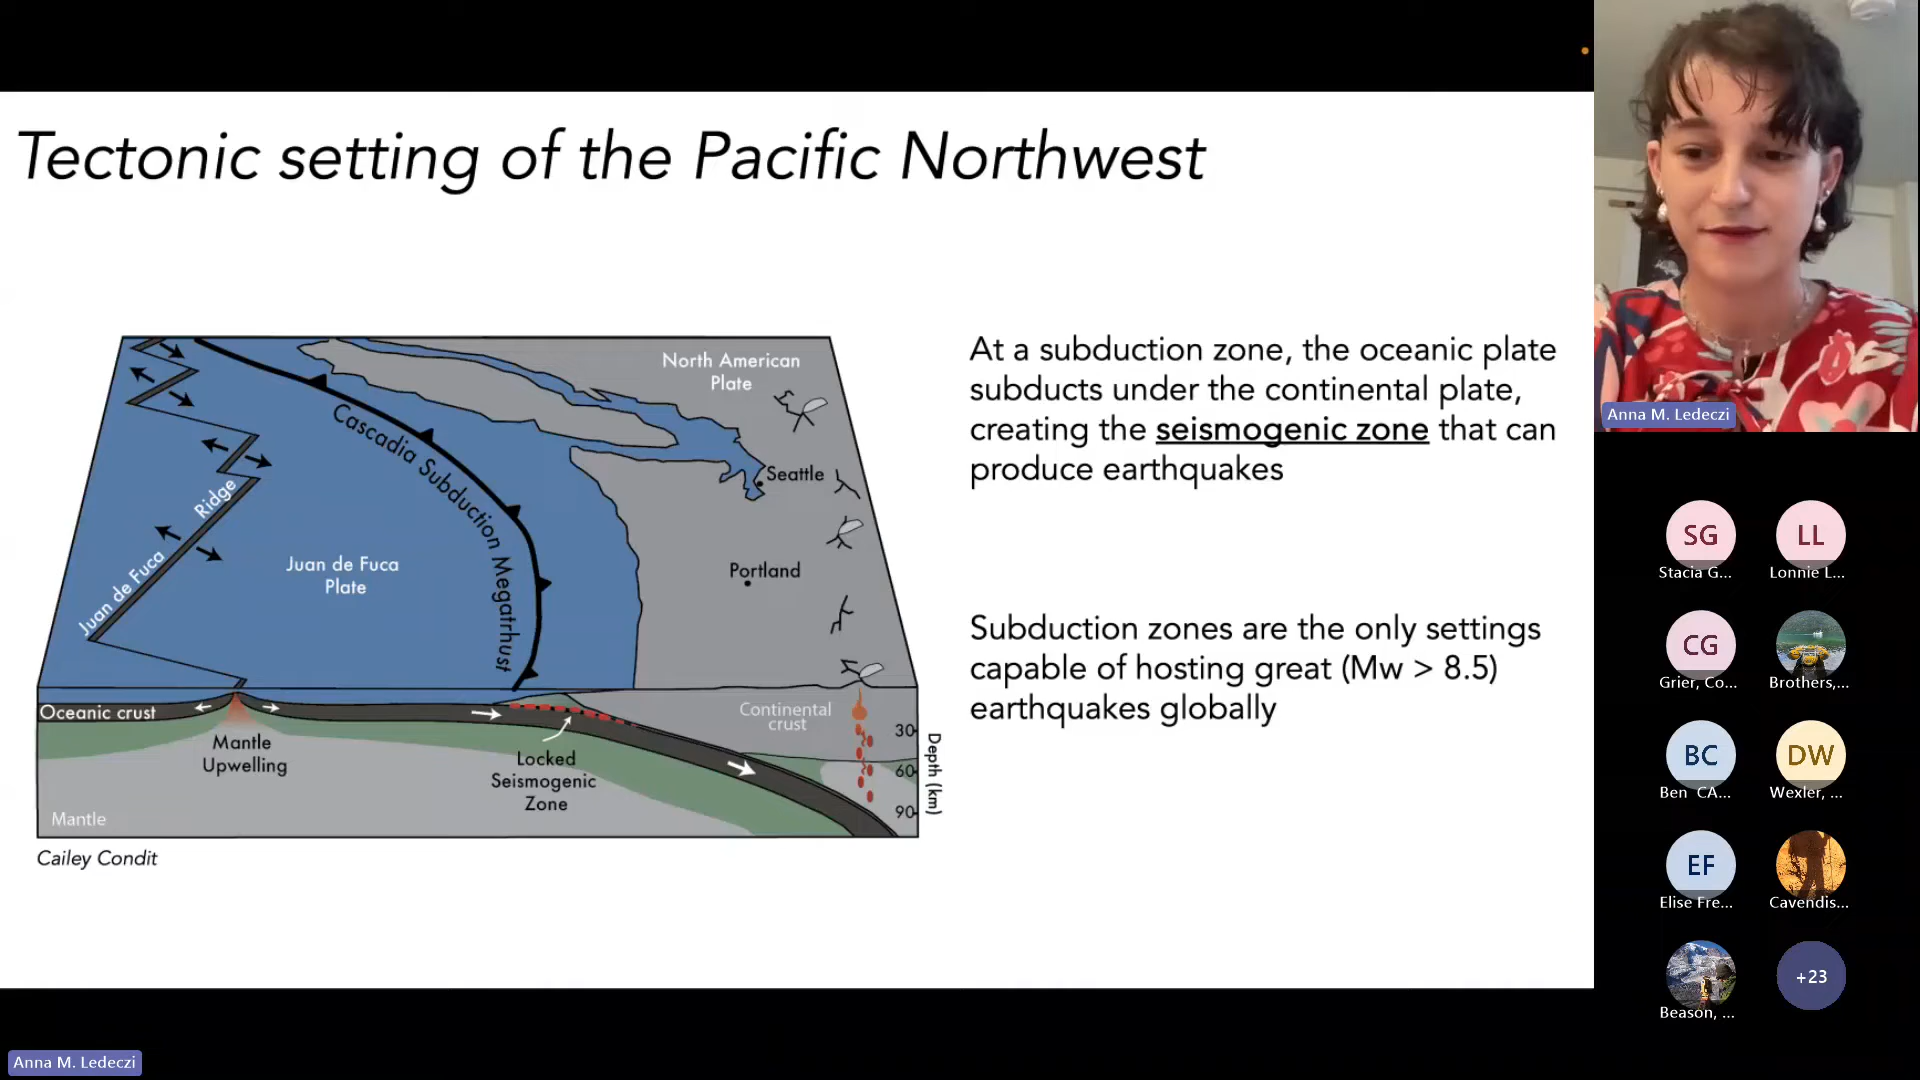 Tectonic setting of the Pacific Northwest
North American
Plate
Cascadia Subduction Megatrhust
Seattle
Ridge
Juan de Fuca
Juan de Fuca
Plate
Portland
Oceanic crust
Mantle
Upwelling
Locked
Seismogenic
Zone
Continental
crust
30
60
90
Depth (km)
Mantle
Cailey Condit
At a subduction zone, the oceanic plate
subducts under the continental plate,
creating the seismogenic zone that can
produce earthquakes
Subduction zones are the only settings
capable of hosting great (Mw > 8.5)
earthquakes globally
Anna M. Ledeczi
SG
Stacia G...
LL
Lonnie L...
CG
Grier, Co...
Brothers,...
BC
Ben CA...
DW
Wexler, ...
EF
Elise Fre...
Cavendis...
Beason, ...
+23
Anna M. Ledeczi